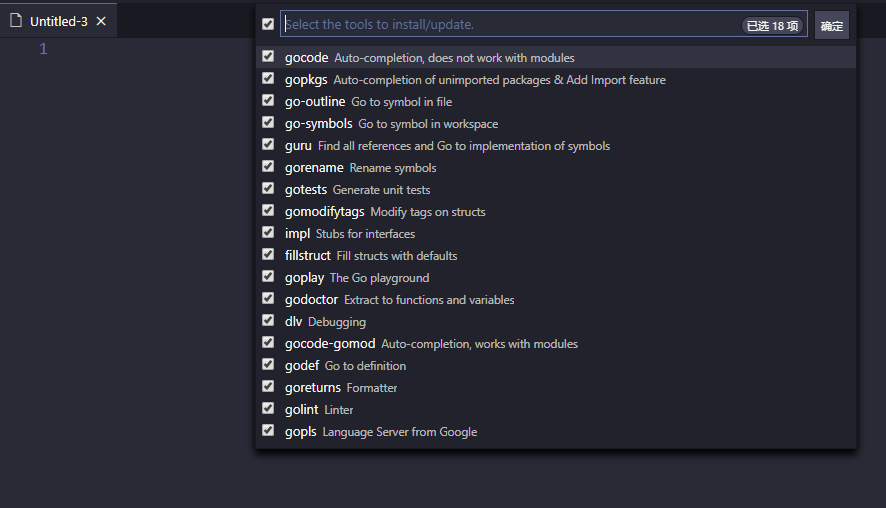 Untitled-3
Select the tools to install/update.
已选 18 项
确定
1
gocode Auto-completion, does not work with modules
gopkgs Auto-completion of unimported packages & Add Import feature
go-outline Go to symbol in file
go-symbols Go to symbol in workspace
guru Find all references and Go to implementation of symbols
gorename Rename symbols
gotests Generate unit tests
gomodifytags Modify tags on structs
impl Stubs for interfaces
fillstruct Fill structs with defaults
goplay The Go playground
godoctor Extract to functions and variables
dlv Debugging
gocode-gomod Auto-completion, works with modules
godef Go to definition
goreturns Formatter
golint Linter
gopls Language Server from Google